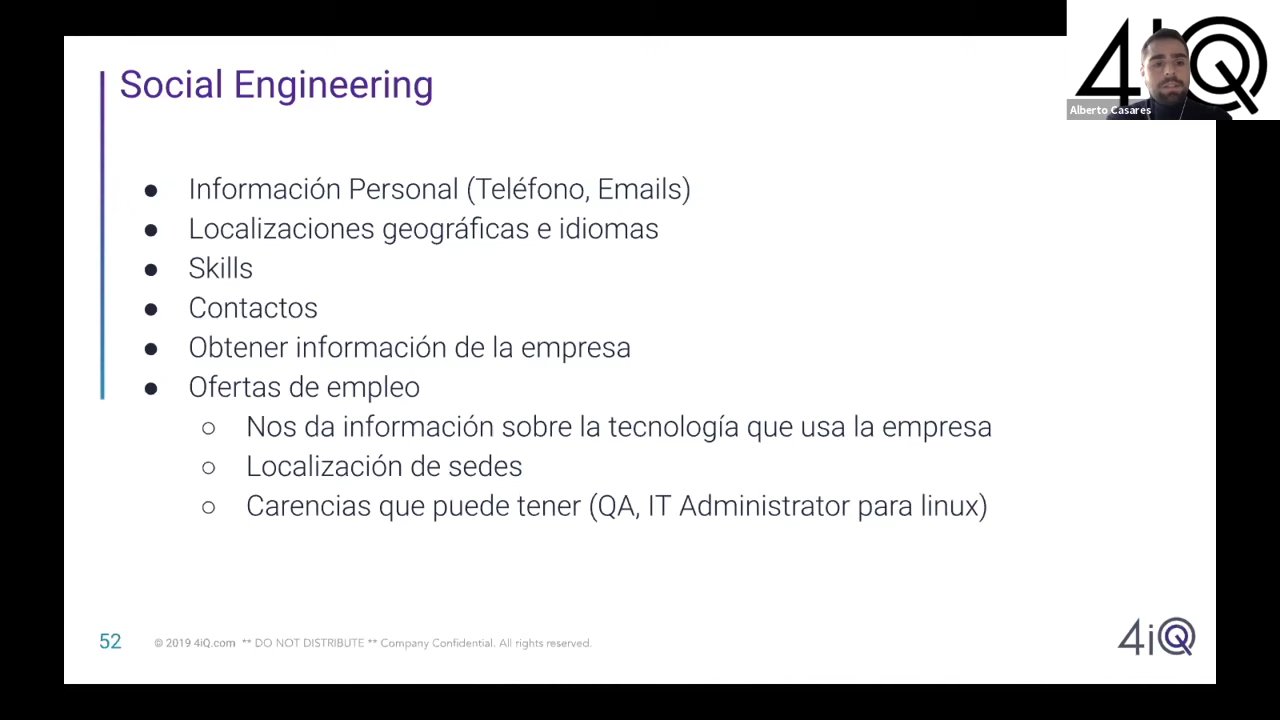 4iQ
Alberto Casares
Social Engineering
● Información Personal (Teléfono, Emails)
● Localizaciones geográficas e idiomas
● Skills
● Contactos
● Obtener información de la empresa
● Ofertas de empleo
○ Nos da información sobre la tecnología que usa la empresa
○ Localización de sedes
○ Carencias que puede tener (QA, IT Administrator para linux)
52 © 2019 4iQ.com ** DO NOT DISTRIBUTE ** Company Confidential. All rights reserved.
4iQ